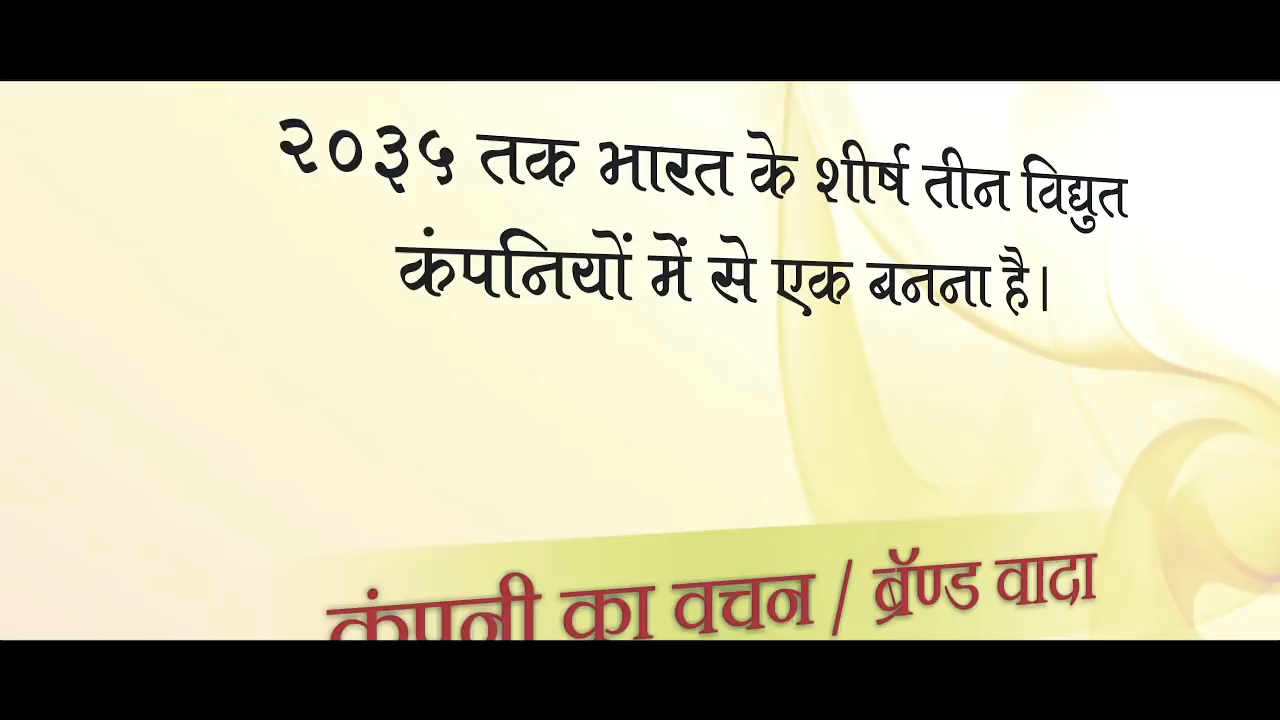 २०३५ तक भारत के शीर्ष तीन विद्युत
कंपनियों में से एक बनना है।
कंपनी का वचन / ब्रॅण्ड वादा